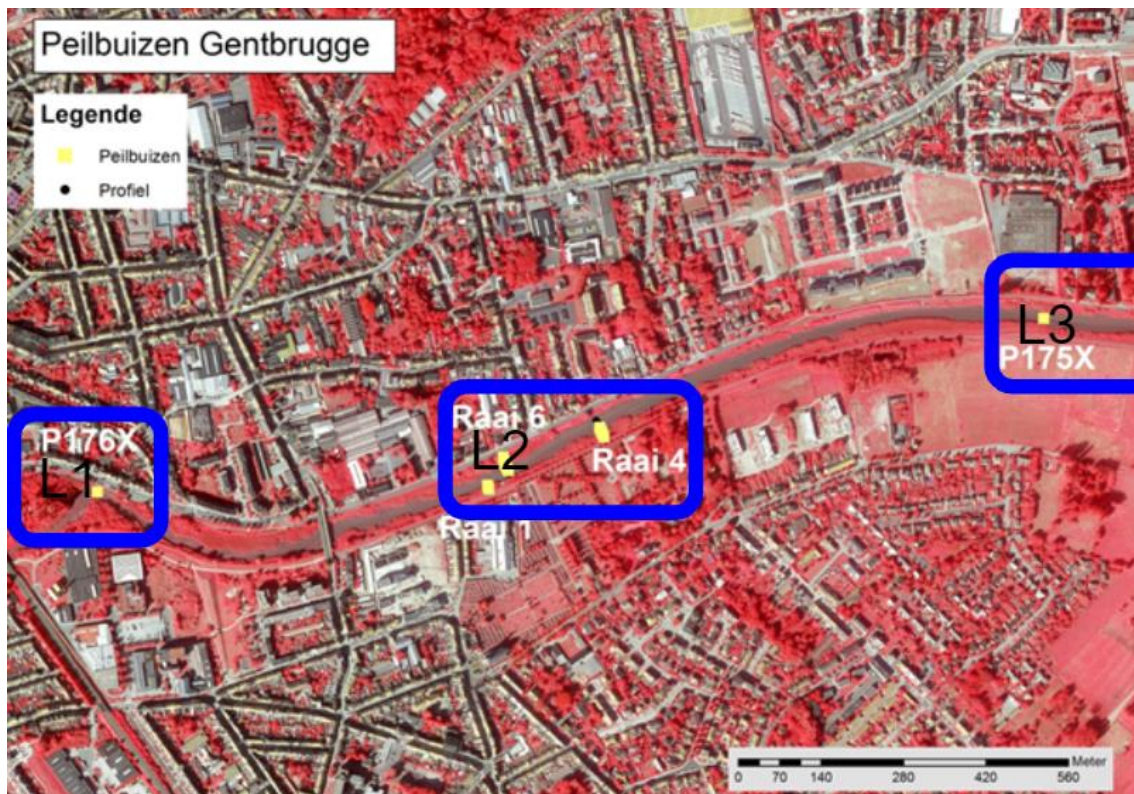 Peilbuizen Gentbrugge
Legende
Peilbuizen
Profiel
L3
P175X
Raai 6
L2
Raai 4
P176X
L1
Raai 1
Meter
0 70 140 280 420 560